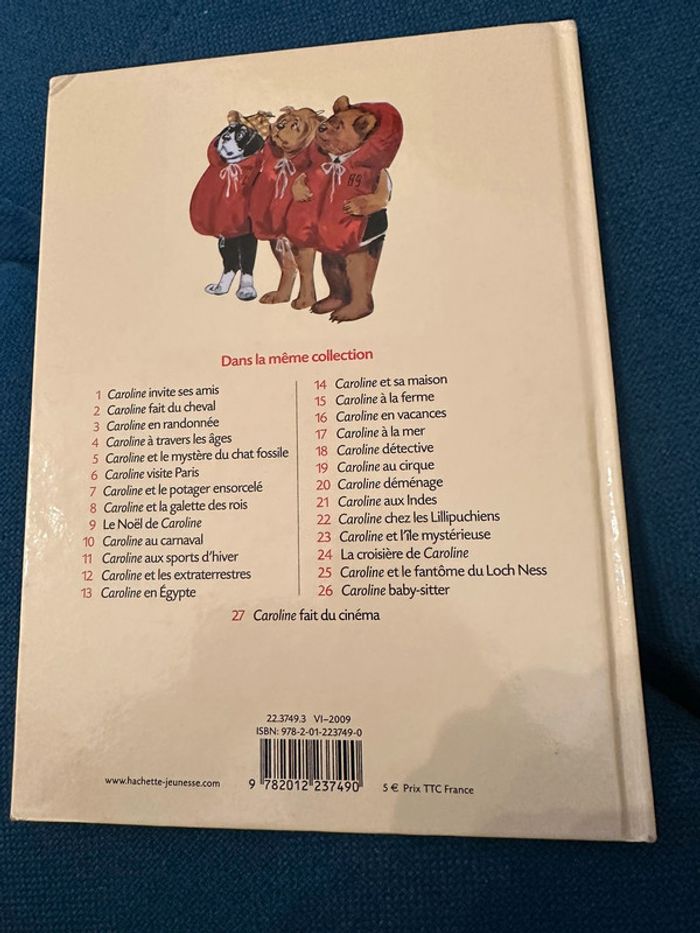 89
Dans la même collection
1 Caroline invite ses amis
2 Caroline fait du cheval
3 Caroline en randonnée
4 Caroline à travers les âges
5 Caroline et le mystère du chat fossile
6 Caroline visite Paris
7 Caroline et le potager ensorcelé
8 Caroline et la galette des rois
9 Le Noël de Caroline
10 Caroline au carnaval
11 Caroline aux sports d'hiver
12 Caroline et les extraterrestres
13 Caroline en Égypte
14 Caroline et sa maison
15 Caroline à la ferme
16 Caroline en vacances
17 Caroline à la mer
18 Caroline détective
19 Caroline au cirque
20 Caroline déménage
21 Caroline aux Indes
22 Caroline chez les Lillipuchiens
23 Caroline et l'île mystérieuse
24 La croisière de Caroline
25 Caroline et le fantôme du Loch Ness
26 Caroline baby-sitter
27 Caroline fait du cinéma
22.3749.3 VI-2009
ISBN: 978-2-01-223749-0
www.hachette-jeunesse.com
9 782012 237490
5 € Prix TTC France